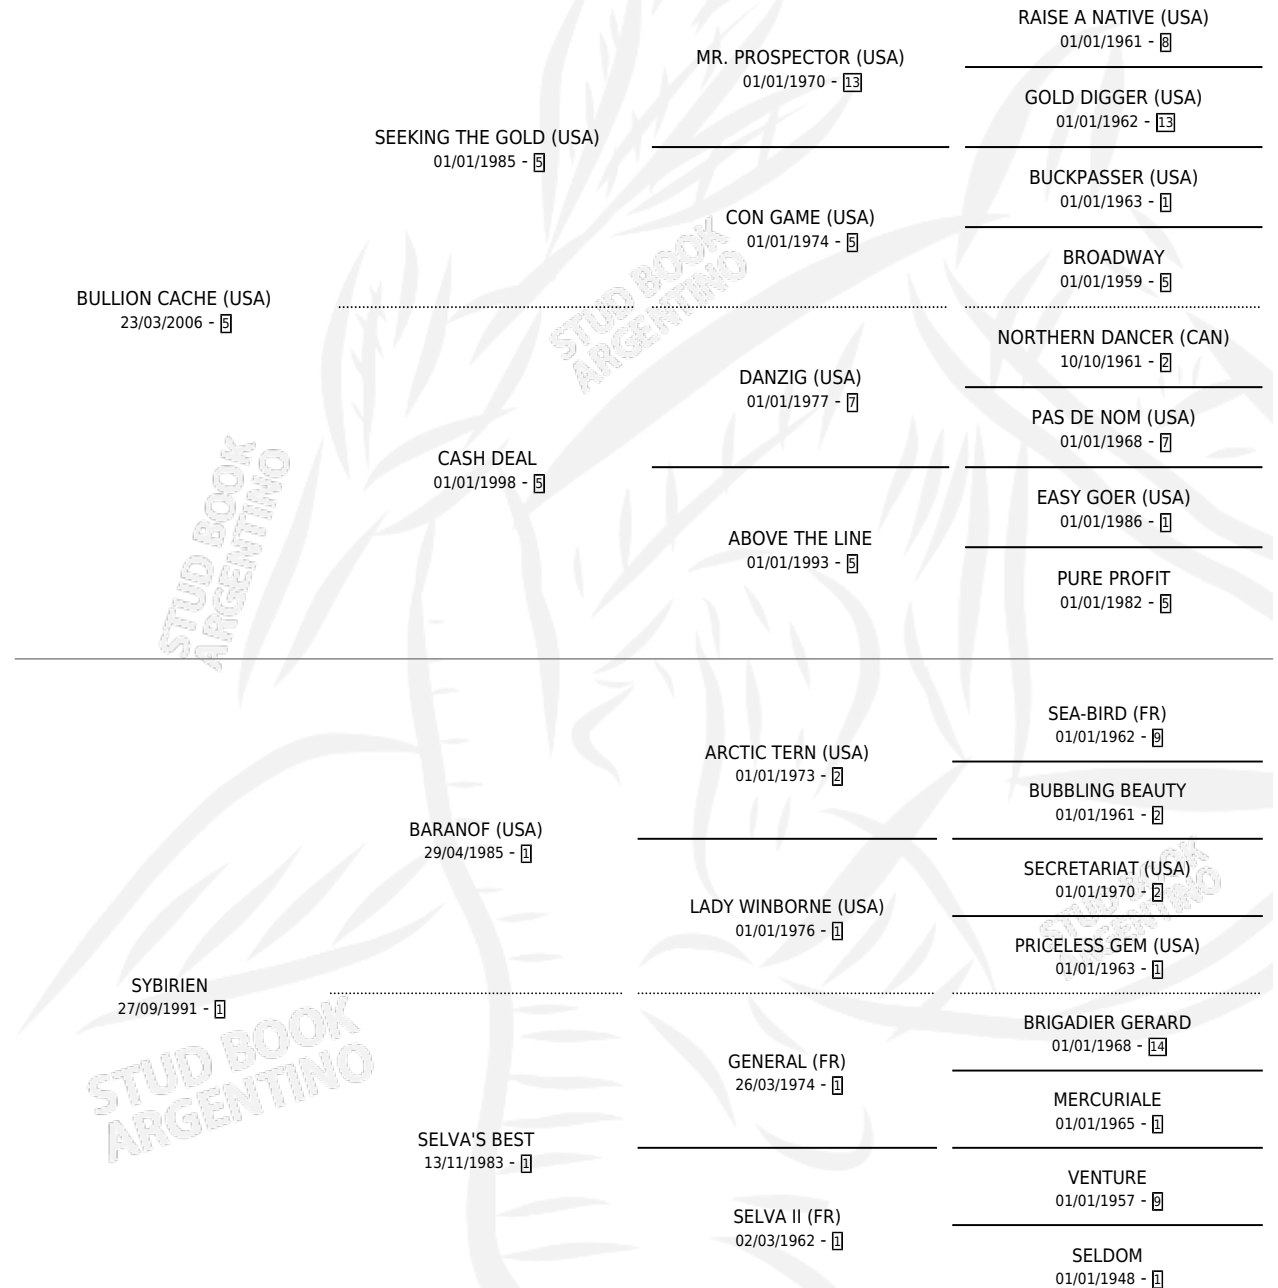 RAISE A NATIVE (USA)
01/01/1961 - 8
MR. PROSPECTOR (USA)
01/01/1970 - 13
GOLD DIGGER (USA)
01/01/1962 - 13
SEEKING THE GOLD (USA)
01/01/1985 - 5
BUCKPASSER (USA)
01/01/1963 - 1
CON GAME (USA)
01/01/1974 - 5
BROADWAY
01/01/1959 - 5
BULLION CACHE (USA)
23/03/2006 - 5
NORTHERN DANCER (CAN)
10/10/1961 - 2
DANZIG (USA)
01/01/1977 - 7
PAS DE NOM (USA)
01/01/1968 - 7
CASH DEAL
01/01/1998 - 5
EASY GOER (USA)
01/01/1986 - 1
ABOVE THE LINE
01/01/1993 - 5
PURE PROFIT
01/01/1982 - 5
SEA-BIRD (FR)
01/01/1962 - 9
ARCTIC TERN (USA)
01/01/1973 - 2
BUBBLING BEAUTY
01/01/1961 - 2
BARANOF (USA)
29/04/1985 - 1
SECRETARIAT (USA)
01/01/1970 - 2
LADY WINBORNE (USA)
01/01/1976 - 1
PRICELESS GEM (USA)
01/01/1963 - 1
SYBIRIEN
27/09/1991 - 1
BRIGADIER GERARD
01/01/1968 - 14
GENERAL (FR)
26/03/1974 - 1
MERCURIALE
01/01/1965 - 1
SELVA'S BEST
13/11/1983 - 1
VENTURE
01/01/1957 - 9
SELVA II (FR)
02/03/1962 - 1
SELDOM
01/01/1948 - 1
STUD BOOK
ARGENTINO
STUD BOOK
ARGENTINO
STUD BOOK
ARGENTINO
STUD BOOK
ARGENTINO